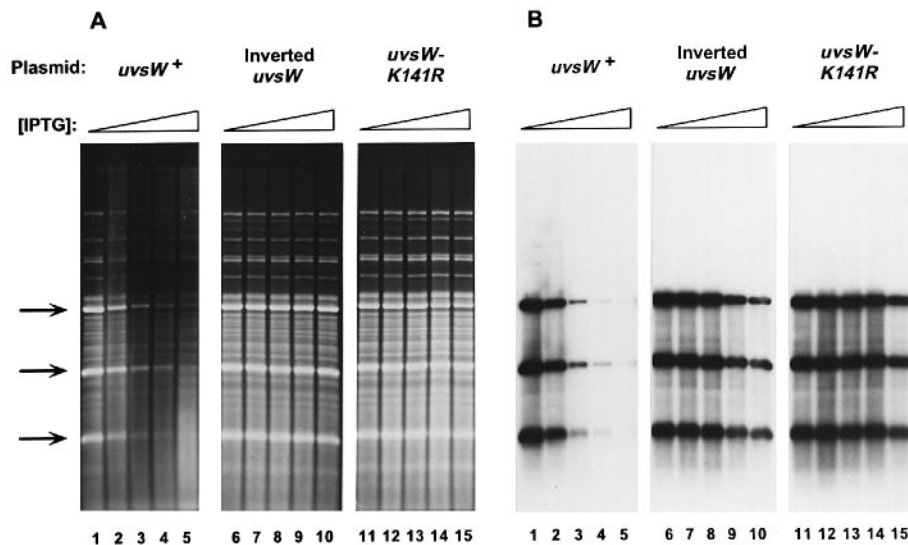 A
B
Plasmid: uvsW + Inverted uvsW uvsW-K141R
uvsW + Inverted uvsW uvsW-K141R
[IPTG]:
1 2 3 4 5 6 7 8 9 10 11 12 13 14 15
1 2 3 4 5 6 7 8 9 10 11 12 13 14 15